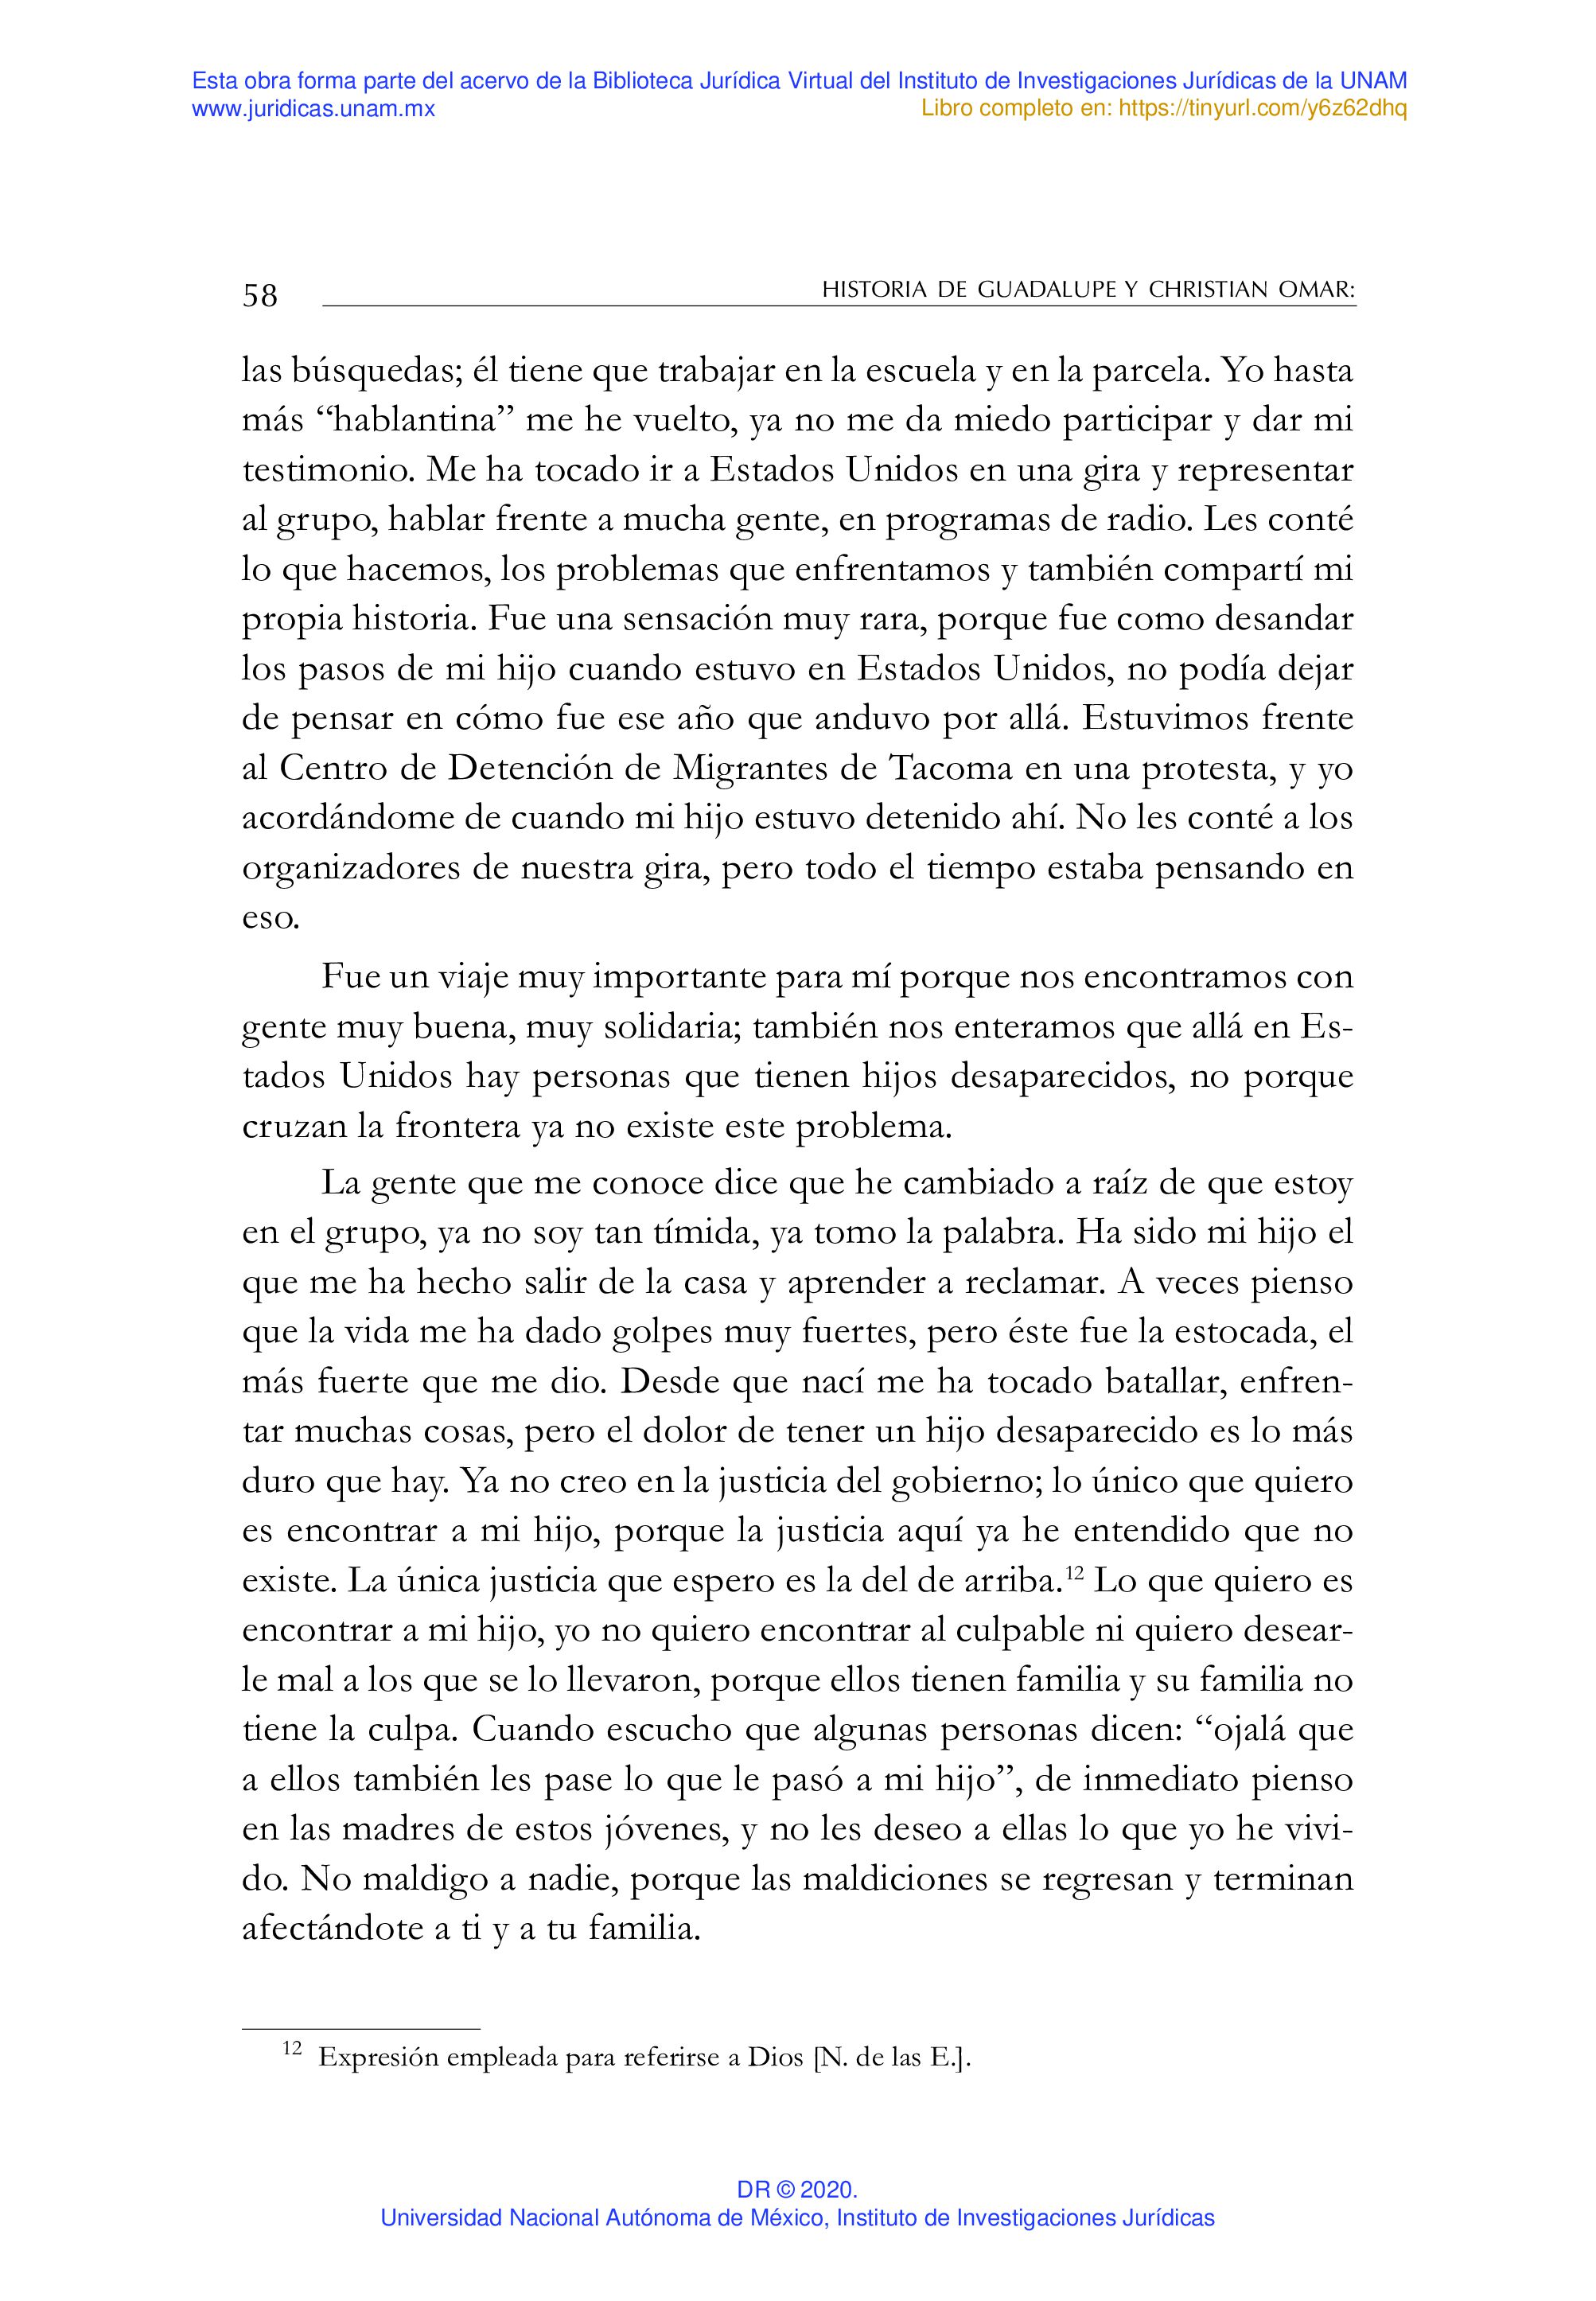 Esta obra forma parte del acervo de la Biblioteca Jurídica Virtual del Instituto de Investigaciones Jurídicas de la UNAM
www.juridicas.unam.mx Libro completo en: https://tinyurl.com/y6z62dhq
58 HISTORIA DE GUADALUPE Y CHRISTIAN OMAR:
las búsquedas; él tiene que trabajar en la escuela y en la parcela. Yo hasta
más “hablantina” me he vuelto, ya no me da miedo participar y dar mi
testimonio. Me ha tocado ir a Estados Unidos en una gira y representar
al grupo, hablar frente a mucha gente, en programas de radio. Les conté
lo que hacemos, los problemas que enfrentamos y también compartí mi
propia historia. Fue una sensación muy rara, porque fue como desandar
los pasos de mi hijo cuando estuvo en Estados Unidos, no podía dejar
de pensar en cómo fue ese año que anduvo por allá. Estuvimos frente
al Centro de Detención de Migrantes de Tacoma en una protesta, y yo
acordándome de cuando mi hijo estuvo detenido ahí. No les conté a los
organizadores de nuestra gira, pero todo el tiempo estaba pensando en
eso.
Fue un viaje muy importante para mí porque nos encontramos con
gente muy buena, muy solidaria; también nos enteramos que allá en Es-
tados Unidos hay personas que tienen hijos desaparecidos, no porque
cruzan la frontera ya no existe este problema.
La gente que me conoce dice que he cambiado a raíz de que estoy
en el grupo, ya no soy tan tímida, ya tomo la palabra. Ha sido mi hijo el
que me ha hecho salir de la casa y aprender a reclamar. A veces pienso
que la vida me ha dado golpes muy fuertes, pero éste fue la estocada, el
más fuerte que me dio. Desde que nací me ha tocado batallar, enfren-
tar muchas cosas, pero el dolor de tener un hijo desaparecido es lo más
duro que hay. Ya no creo en la justicia del gobierno; lo único que quiero
es encontrar a mi hijo, porque la justicia aquí ya he entendido que no
existe. La única justicia que espero es la del de arriba.12 Lo que quiero es
encontrar a mi hijo, yo no quiero encontrar al culpable ni quiero desear-
le mal a los que se lo llevaron, porque ellos tienen familia y su familia no
tiene la culpa. Cuando escucho que algunas personas dicen: “ojalá que
a ellos también les pase lo que le pasó a mi hijo”, de inmediato pienso
en las madres de estos jóvenes, y no les deseo a ellas lo que yo he vivi-
do. No maldigo a nadie, porque las maldiciones se regresan y terminan
afectándote a ti y a tu familia.
12 Expresión empleada para referirse a Dios [N. de las E.].
DR © 2020.
Universidad Nacional Autónoma de México, Instituto de Investigaciones Jurídicas